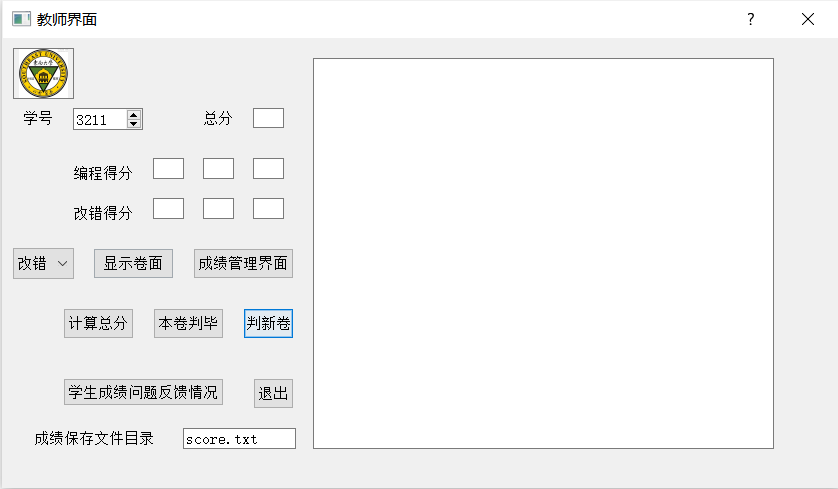 教师界面
SOUTHEAST UNIVERSITY
学号 3211 总分
编程得分
改错得分
改错 显示卷面 成绩管理界面
计算总分 本卷判毕 判新卷
学生成绩问题反馈情况 退出
成绩保存文件目录 score.txt